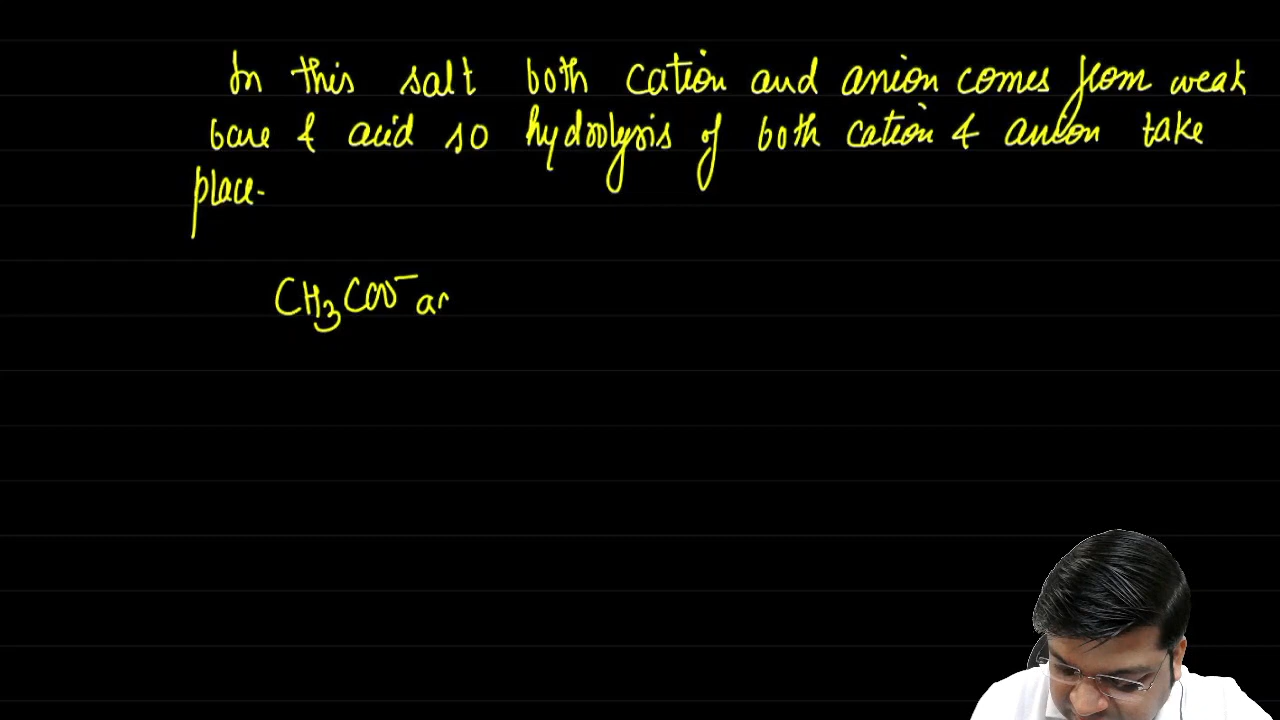 In this salt both cation and anion comes from weak
base & acid so hydrolysis of both cation & anion take
place.
CH₃COO⁻ a